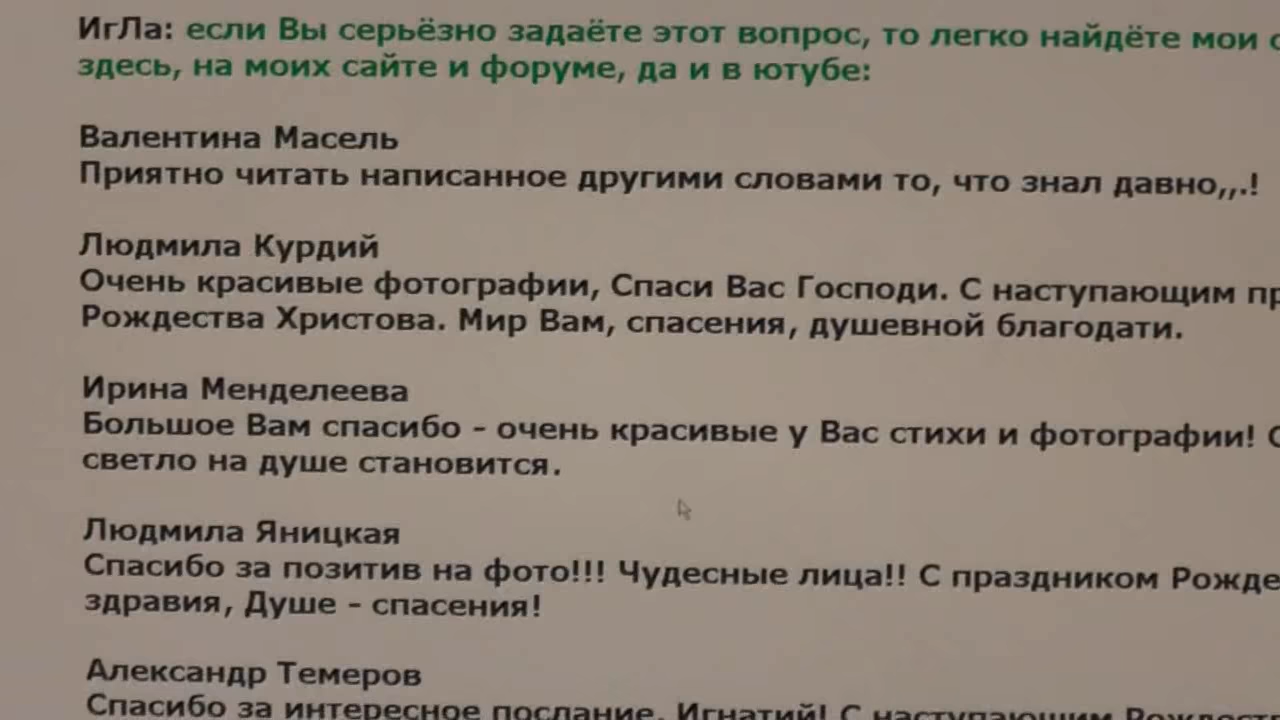 ИгЛа: если Вы серьёзно задаёте этот вопрос, то легко найдёте мои
здесь, на моих сайте и форуме, да и в ютубе:
Валентина Масель
Приятно читать написанное другими словами то, что знал давно,,.!
Людмила Курдий
Очень красивые фотографии, Спаси Вас Господи. С наступающим
Рождества Христова. Мир Вам, спасения, душевной благодати.
Ирина Менделеева
Большое Вам спасибо - очень красивые у Вас стихи и фотографии!
светло на душе становится.
Людмила Яницкая
Спасибо за позитив на фото!!! Чудесные лица!! С праздником
здравия, Душе - спасения!
Александр Темеров
Спасибо за интересное послание, Игнатий! С наступающим